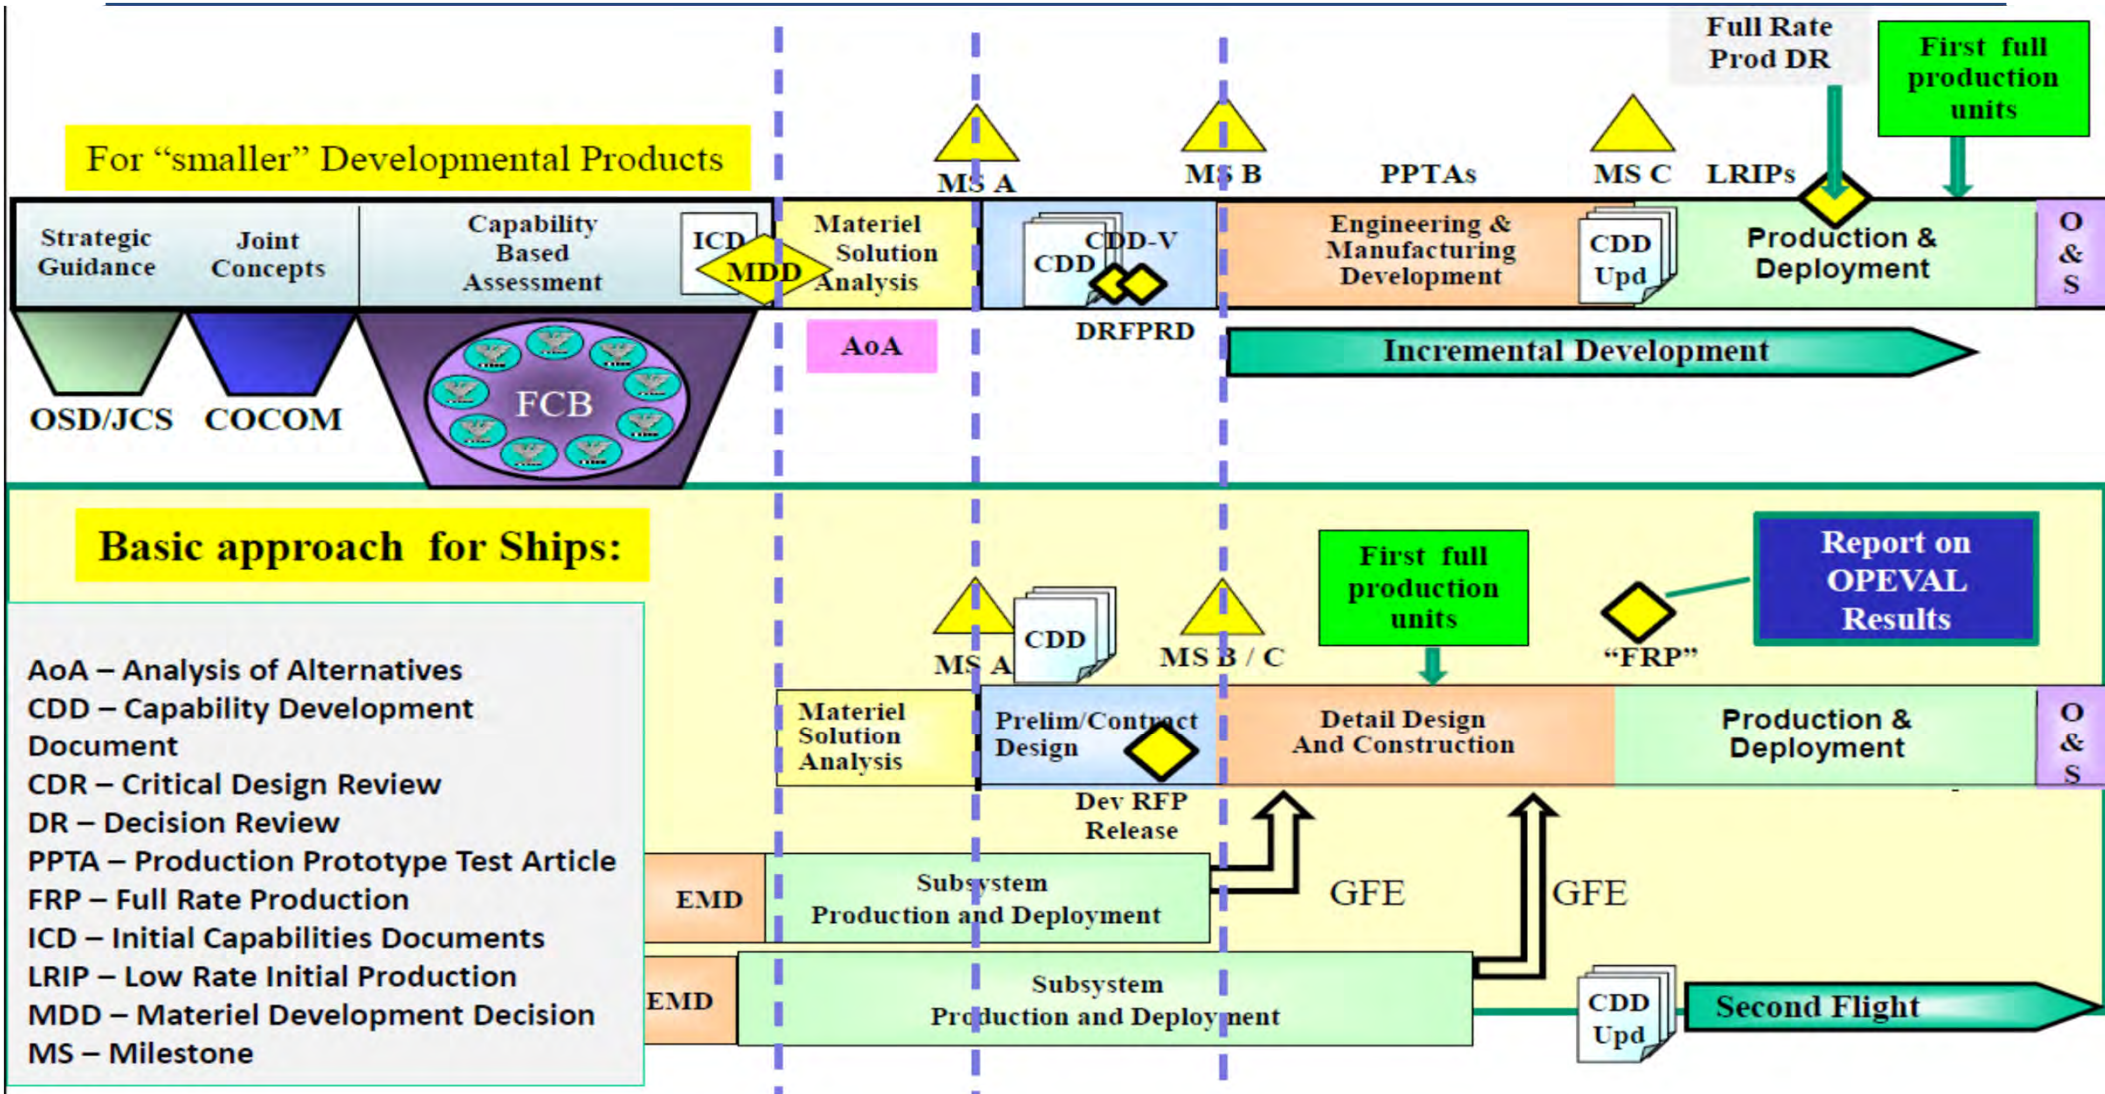 Full Rate
Prod DR
First full
production
units
For “smaller” Developmental Products
MS A
MS B
PPTAs
MS C
LRIPs
Strategic
Guidance
Joint
Concepts
Capability
Based
Assessment
ICD
MDD
Materiel
Solution
Analysis
CDD-V
CDD
Engineering &
Manufacturing
Development
CDD
Upd
Production &
Deployment
O
&
S
DRFPRD
AoA
Incremental Development
OSD/JCS
COCOM
FCB
Basic approach for Ships:
First full
production
units
Report on
OPEVAL
Results
CDD
MS A
MS B / C
“FRP”
Materiel
Solution
Analysis
Prelim/Contract
Design
Detail Design
And Construction
Production &
Deployment
O
&
S
Dev RFP
Release
AoA – Analysis of Alternatives
CDD – Capability Development
Document
CDR – Critical Design Review
DR – Decision Review
PPTA – Production Prototype Test Article
FRP – Full Rate Production
ICD – Initial Capabilities Documents
LRIP – Low Rate Initial Production
MDD – Materiel Development Decision
MS – Milestone
EMD
Subsystem
Production and Deployment
GFE
GFE
EMD
Subsystem
Production and Deployment
CDD
Upd
Second Flight